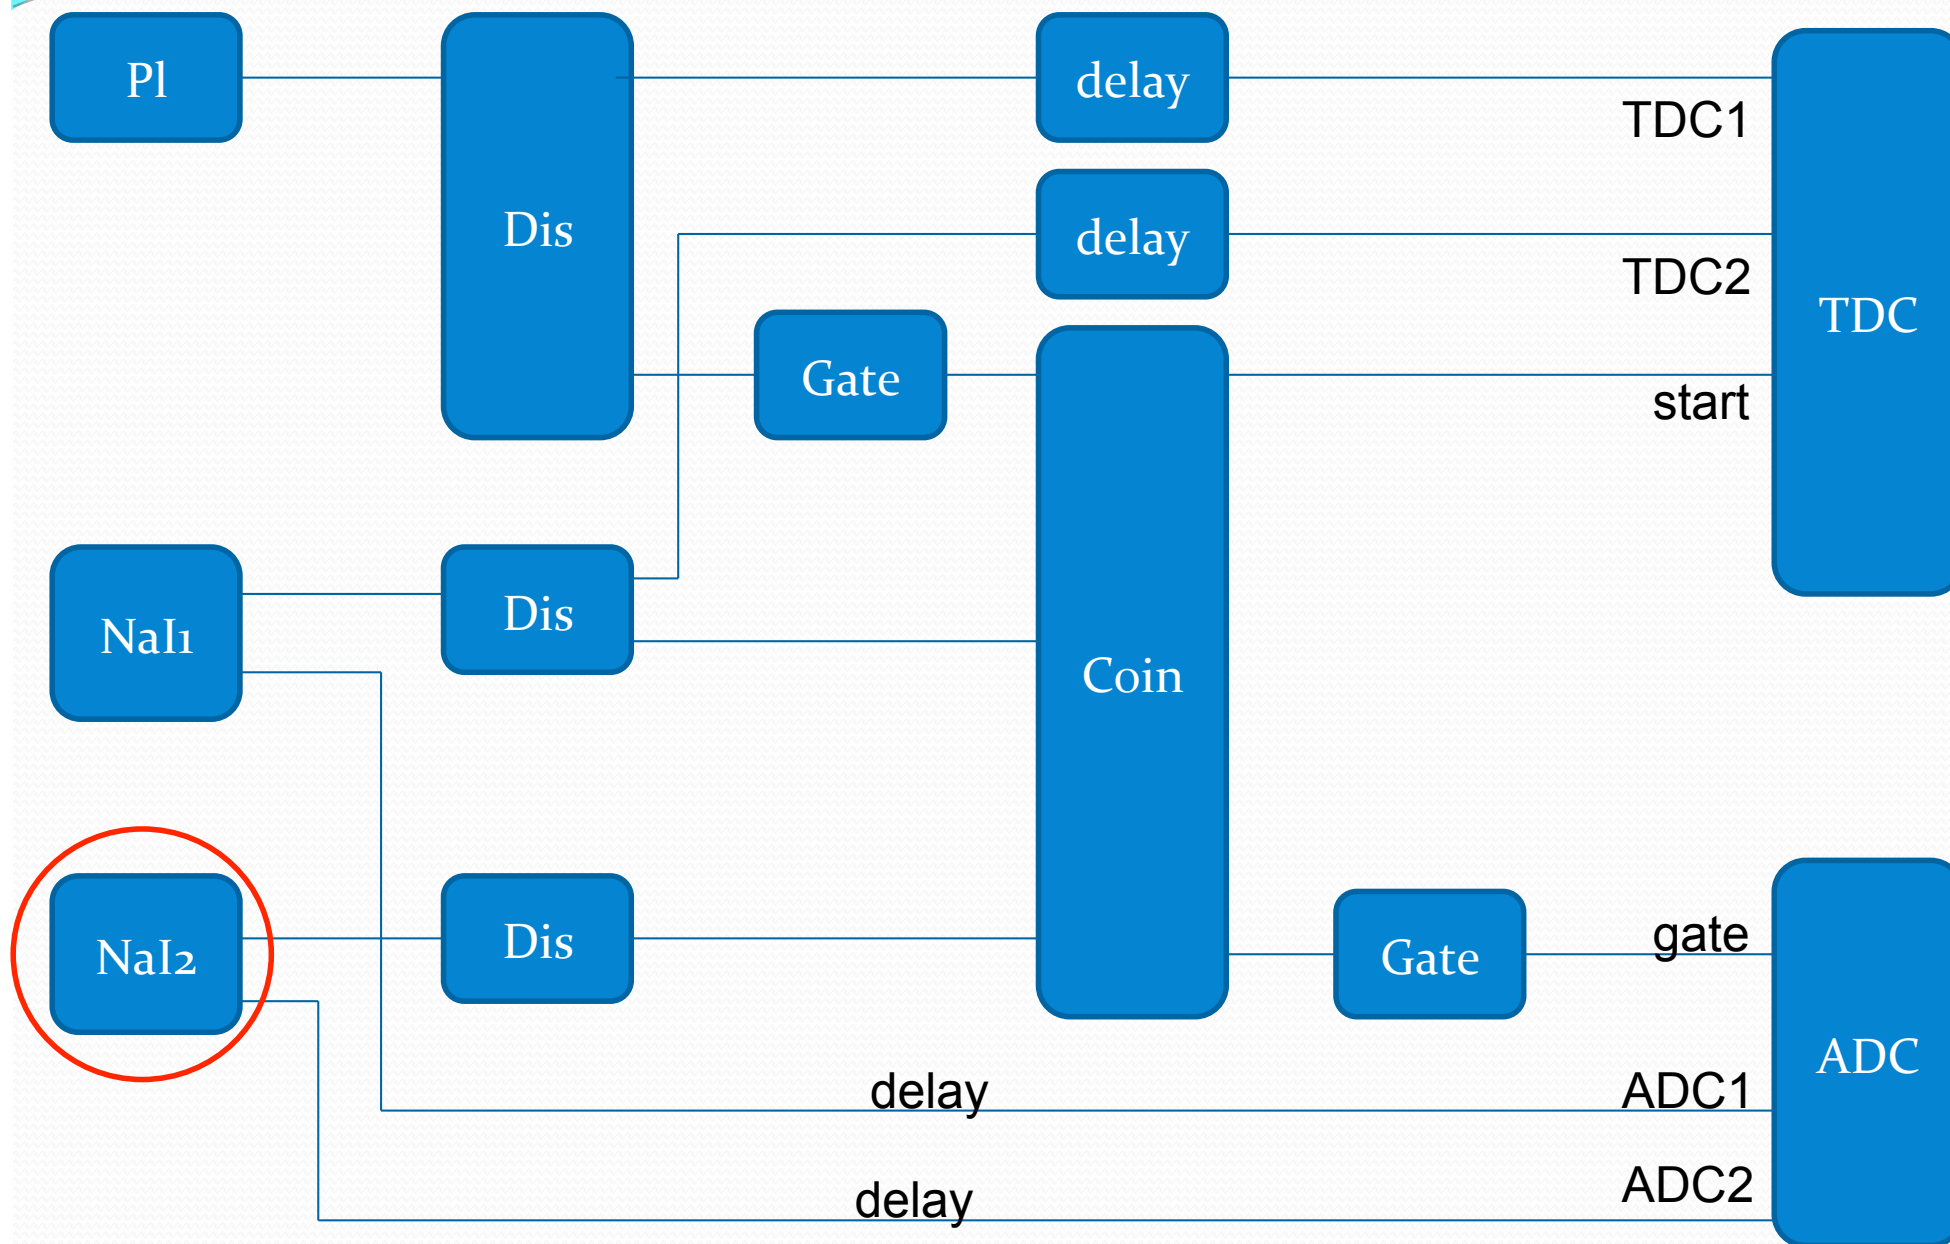 Pl
delay
TDC1
Dis
delay
TDC2
TDC
Gate
start
NaI1
Dis
Coin
NaI2
Dis
Gate
gate
ADC
delay
ADC1
delay
ADC2